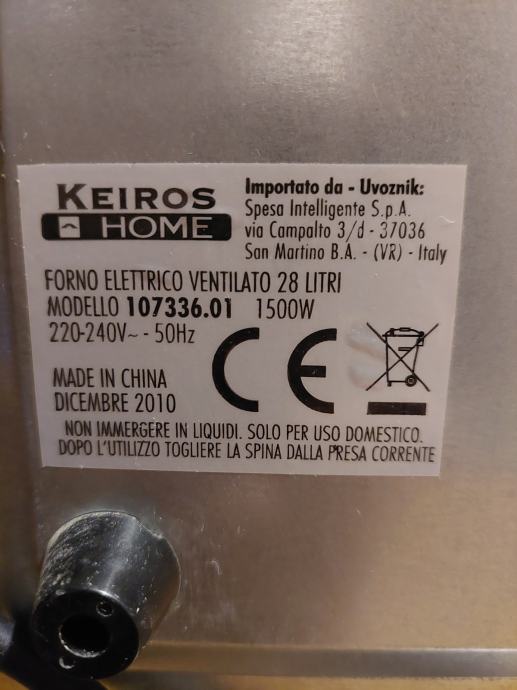 KEIROS
HOME
Importato da - Uvoznik:
Spesa Intelligente S.p.A.
via Campalto 3/d - 37036
San Martino B.A. - (VR) - Italy
FORNO ELETTRICO VENTILATO 28 LITRI
MODELLO 107336.01 1500W
220-240V~ - 50Hz
CE
MADE IN CHINA
DICEMBRE 2010
NON IMMERGERE IN LIQUIDI. SOLO PER USO DOMESTICO.
DOPO L'UTILIZZO TOGLIERE LA SPINA DALLA PRESA CORRENTE